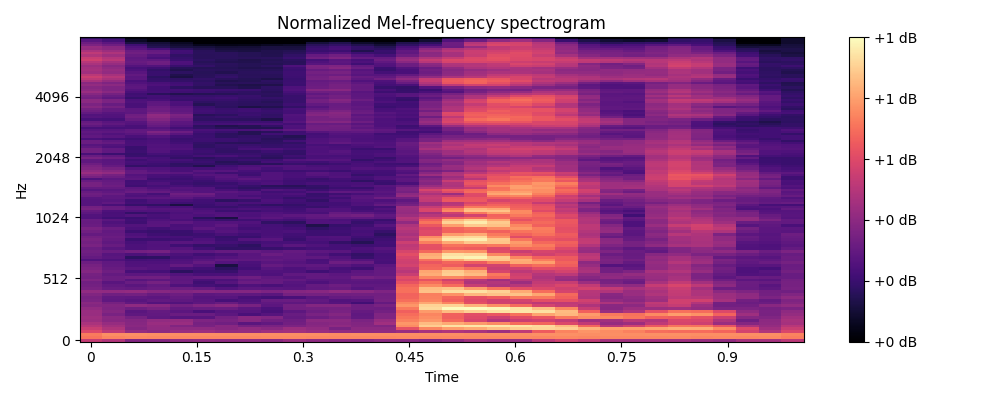 Normalized Mel-frequency spectrogram
Hz
4096
2048
1024
512
0
0 0.15 0.3 0.45 0.6 0.75 0.9
Time
+1 dB
+1 dB
+1 dB
+0 dB
+0 dB
+0 dB